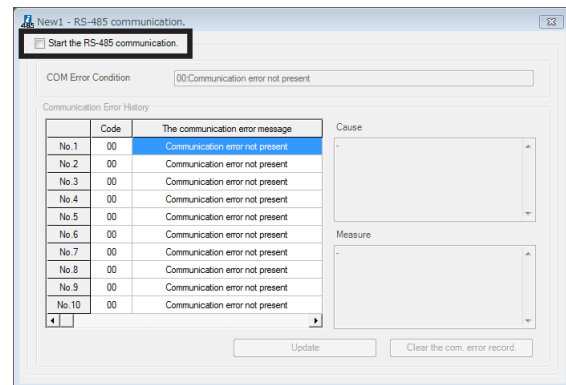 485 New1 - RS-485 communication.
Start the RS-485 communication.
COM Error Condition 00:Communication error not present
Communication Error History
Code The communication error message Cause
No.1 00 Communication error not present -
No.2 00 Communication error not present
No.3 00 Communication error not present
No.4 00 Communication error not present
No.5 00 Communication error not present
No.6 00 Communication error not present Measure
No.7 00 Communication error not present -
No.8 00 Communication error not present
No.9 00 Communication error not present
No.10 00 Communication error not present
Update Clear the com. error record.